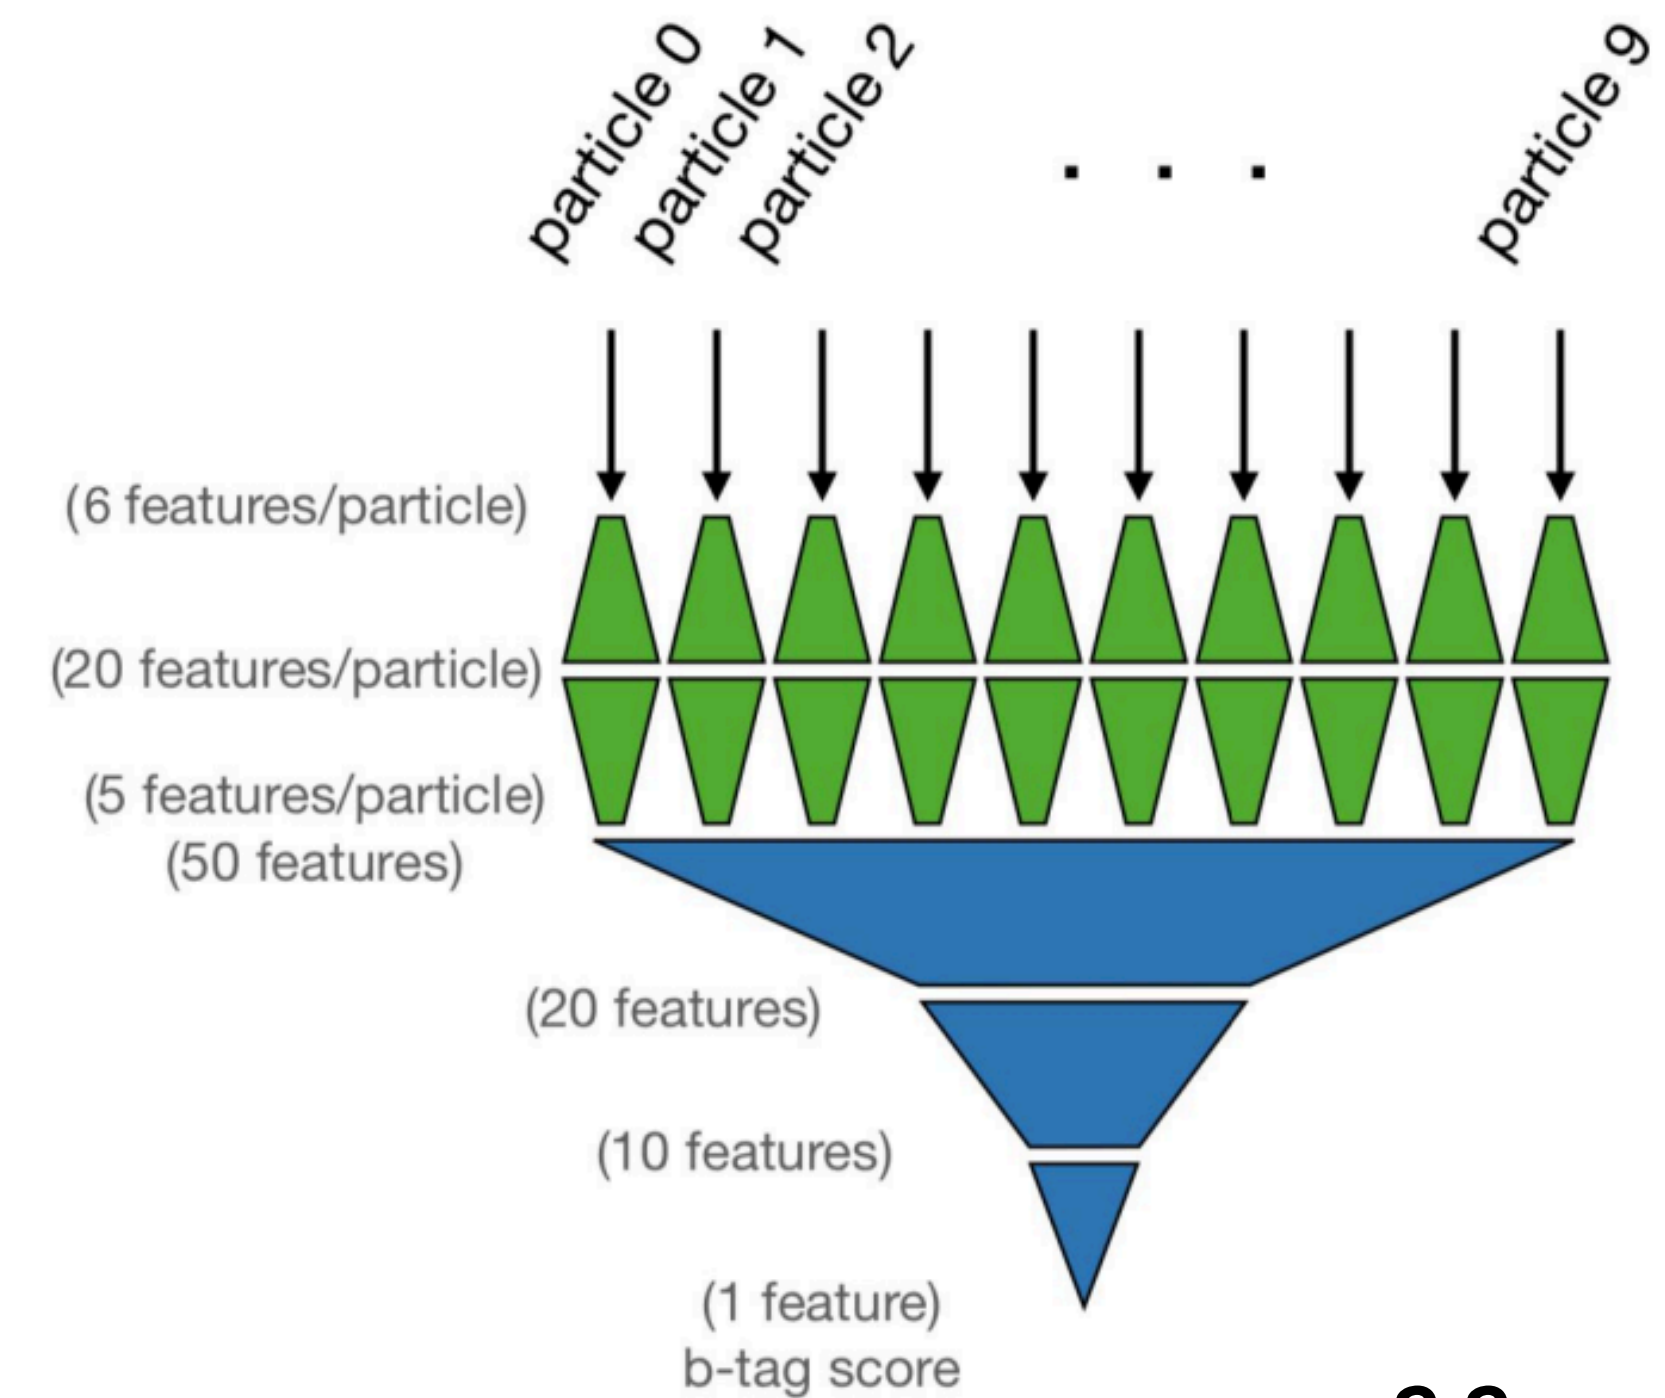 particle 0
particle 1
particle 2
. . .
particle 9
(6 features/particle)
(20 features/particle)
(5 features/particle)
(50 features)
(20 features)
(10 features)
(1 feature)
b-tag score